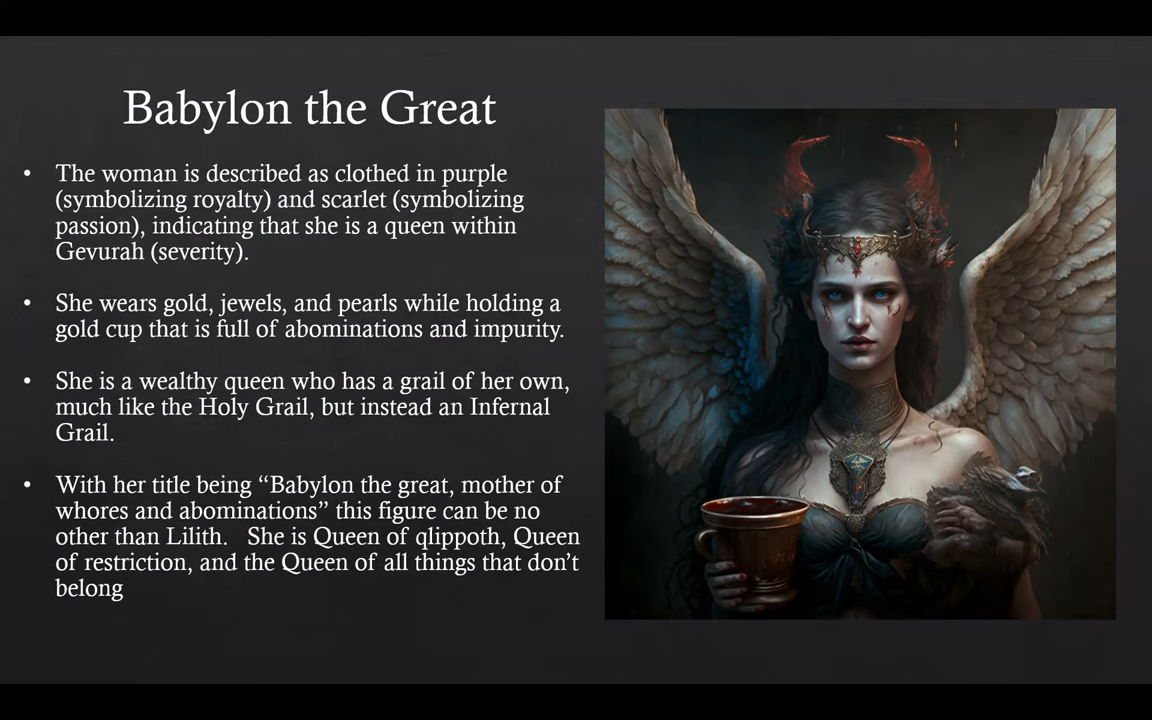 Babylon the Great
• The woman is described as clothed in purple
(symbolizing royalty) and scarlet (symbolizing
passion), indicating that she is a queen within
Gevurah (severity).
• She wears gold, jewels, and pearls while holding a
gold cup that is full of abominations and impurity.
• She is a wealthy queen who has a grail of her own,
much like the Holy Grail, but instead an Infernal
Grail.
• With her title being “Babylon the great, mother of
whores and abominations” this figure can be no
other than Lilith.   She is Queen of qlippoth, Queen
of restriction, and the Queen of all things that don’t
belong